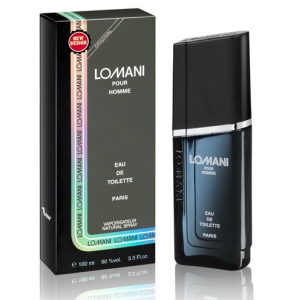 NEW
DESIGN
ORIGINAL
LOMANI
POUR
HOMME
EAU
DE
TOILETTE
PARIS
VAPORISATEUR
NATURAL SPRAY
℮ 100 ml 80 %vol. 3.3 fl.oz.
LOMANI LOMANI LOMANI
LOMANI
POUR
HOMME
EAU
DE
TOILETTE
PARIS
LOMANI